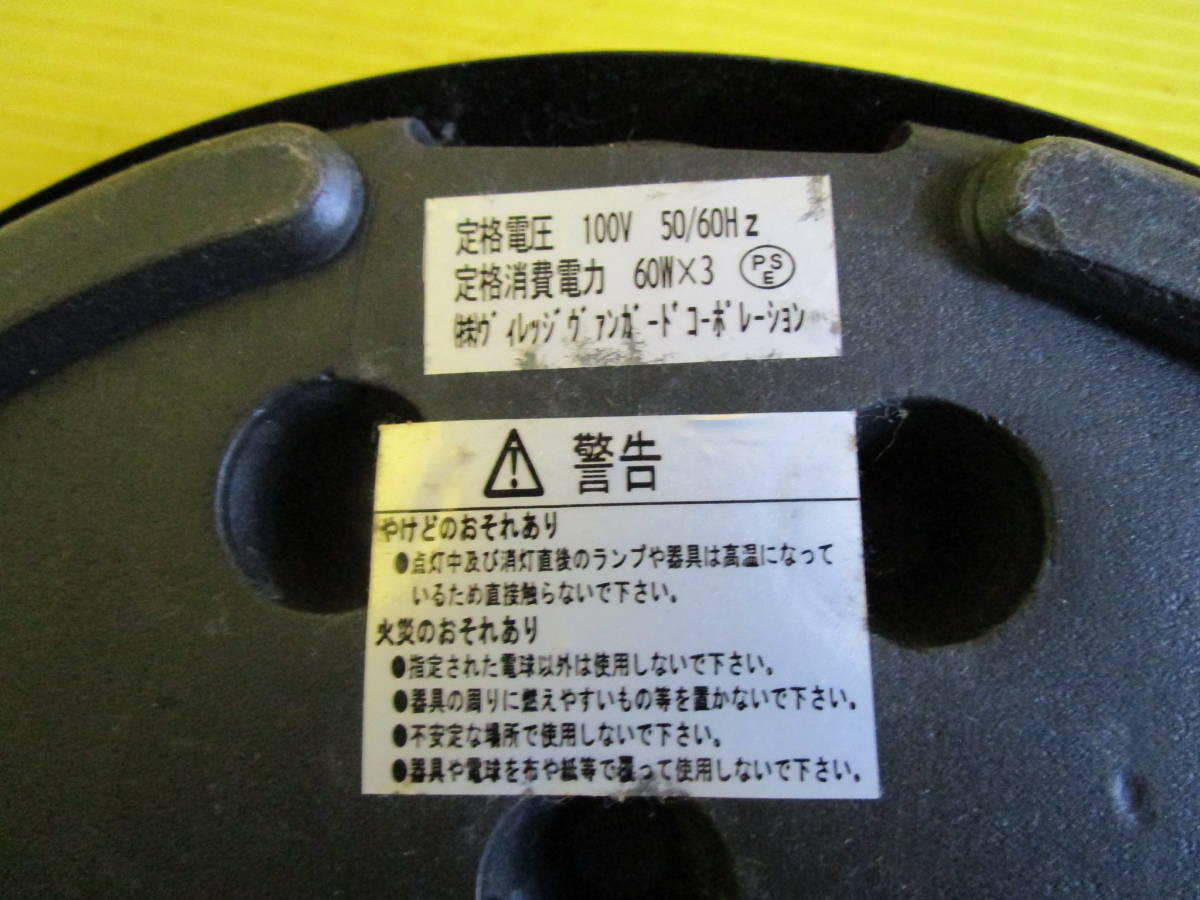 定格電圧 100V 50/60Hz
定格消費電力 60W×3 PSE
㈱ヴィレッジヴァンガードコーポレーション
警告
やけどのおそれあり
●点灯中及び消灯直後のランプや器具は高温になって
いるため直接触らないで下さい。
火災のおそれあり
●指定された電球以外は使用しないで下さい。
●器具の周りに燃えやすいもの等を置かないで下さい。
●不安定な場所で使用しないで下さい。
●器具や電球を布や紙等で覆って使用しないで下さい。